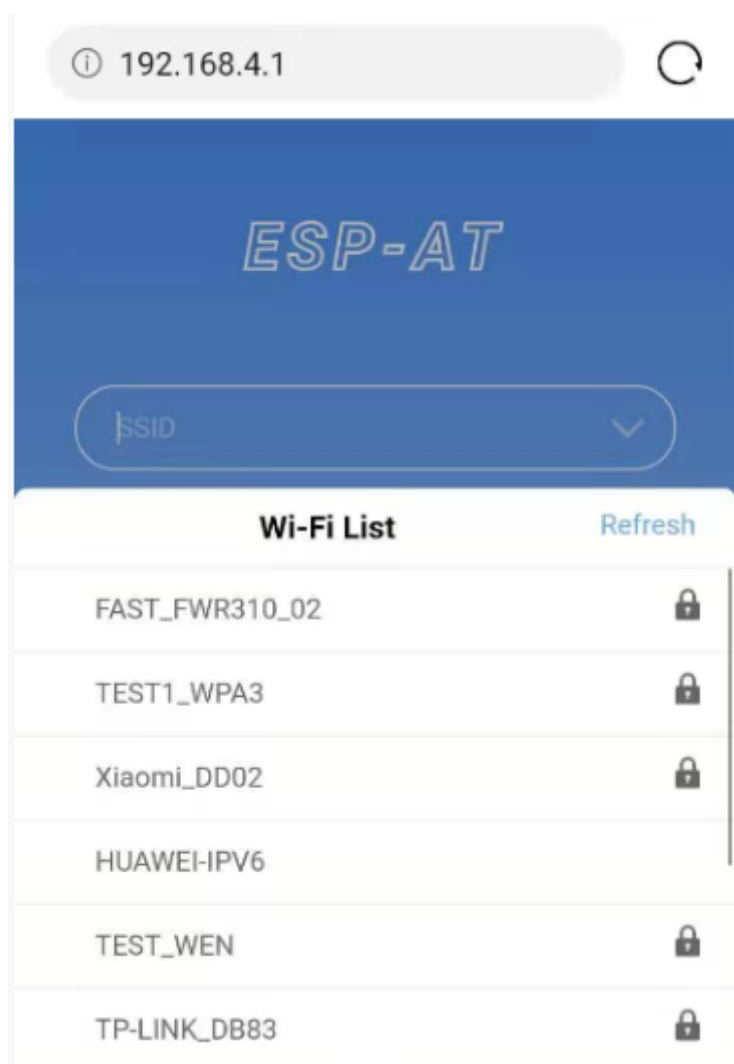 192.168.4.1
ESP-AT
SSID
Wi-Fi List Refresh
FAST_FWR310_02
TEST1_WPA3
Xiaomi_DD02
HUAWEI-IPV6
TEST_WEN
TP-LINK_DB83